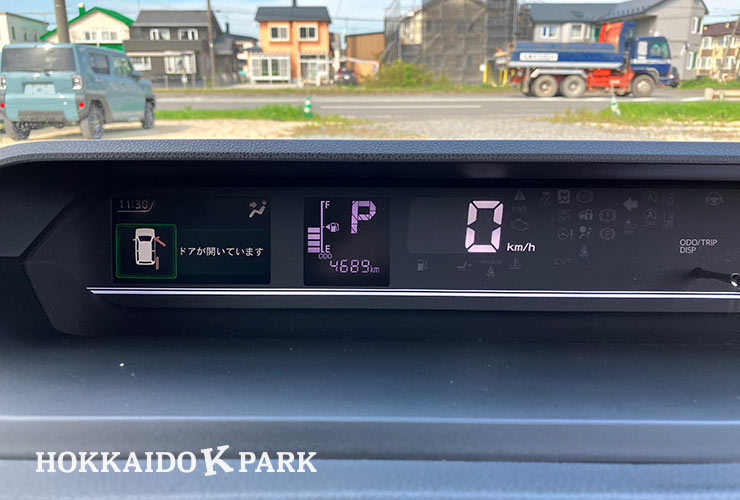 11:30
ドアが開いています
F
E
P
ODO
4689km
0 km/h
PWR
CVT
ODO/TRIP
DISP
HOKKAIDO K PARK